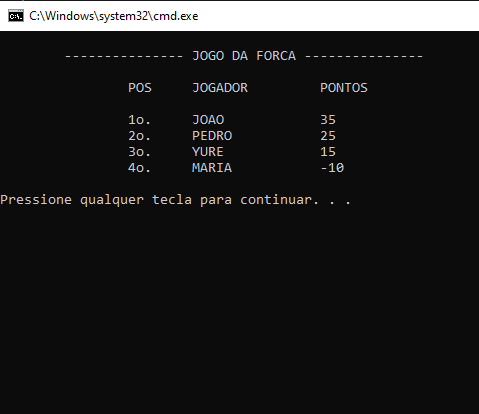 C:\Windows\system32\cmd.exe
--------------- JOGO DA FORCA ---------------
POS JOGADOR PONTOS
1o. JOAO 35
2o. PEDRO 25
3o. YURE 15
4o. MARIA -10
Pressione qualquer tecla para continuar. . .